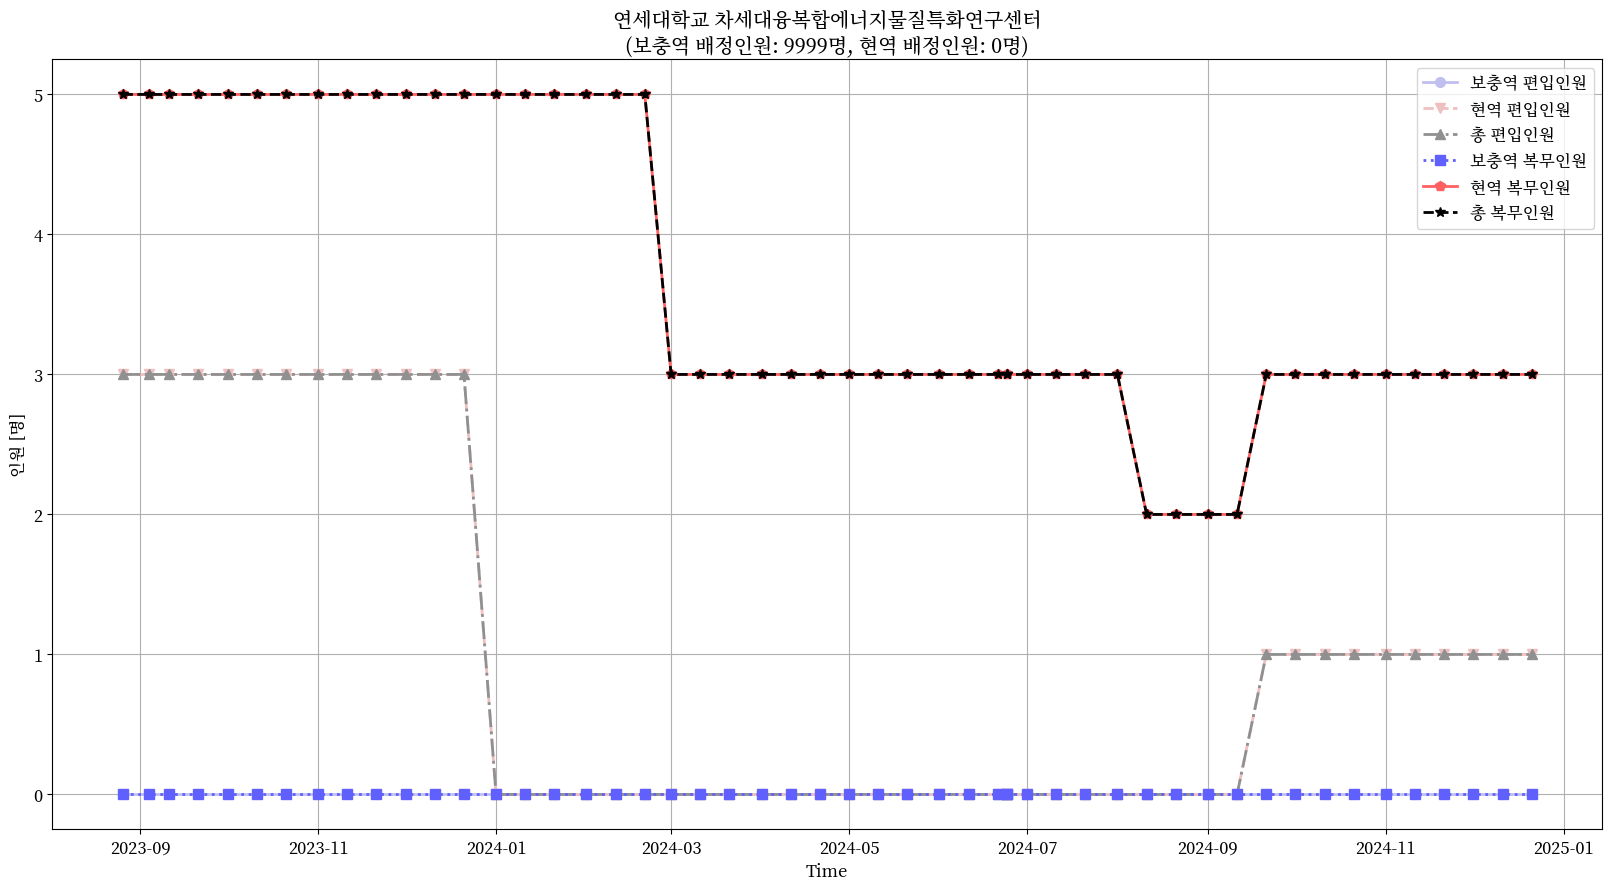 연세대학교 차세대융복합에너지물질특화연구센터
(보충역 배정인원: 9999명, 현역 배정인원: 0명)
보충역 편입인원
현역 편입인원
총 편입인원
보충역 복무인원
현역 복무인원
총 복무인원
인원 [명]
5
4
3
2
1
0
2023-09
2023-11
2024-01
2024-03
2024-05
2024-07
2024-09
2024-11
2025-01
Time